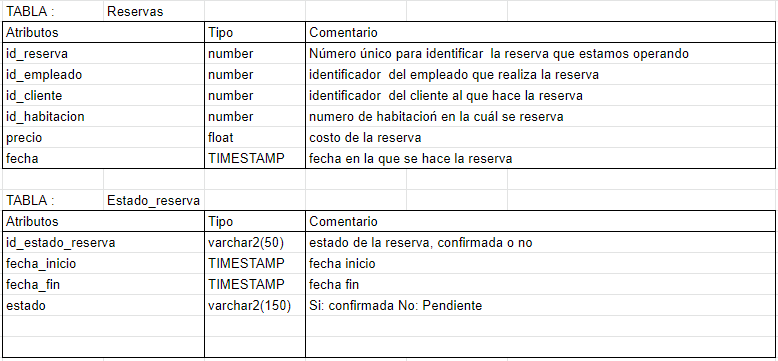 TABLA : Reservas
Atributos Tipo Comentario
id_reserva number Número único para identificar la reserva que estamos operando
id_empleado number identificador del empleado que realiza la reserva
id_cliente number identificador del cliente al que hace la reserva
id_habitacion number numero de habitacioń en la cuál se reserva
precio float costo de la reserva
fecha TIMESTAMP fecha en la que se hace la reserva
TABLA : Estado_reserva
Atributos Tipo Comentario
id_estado_reserva varchar2(50) estado de la reserva, confirmada o no
fecha_inicio TIMESTAMP fecha inicio
fecha_fin TIMESTAMP fecha fin
estado varchar2(150) Si: confirmada No: Pendiente